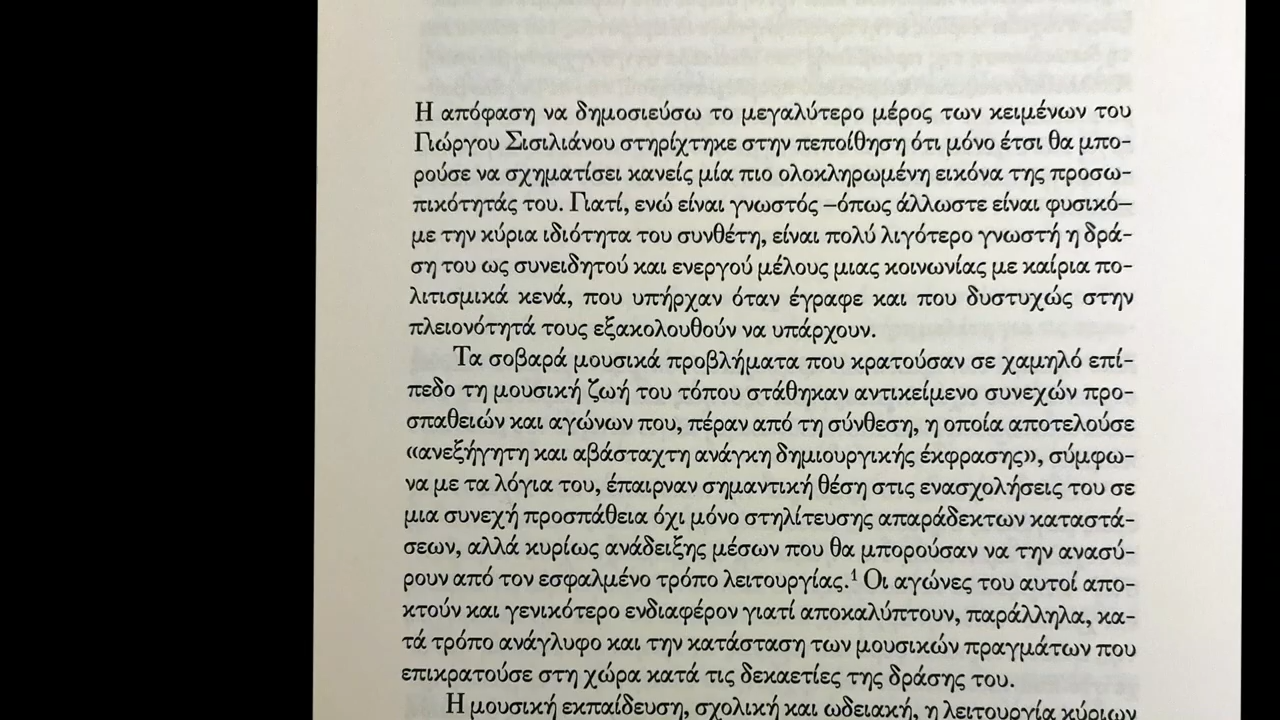 Η απόφαση να δημοσιεύσω το μεγαλύτερο μέρος των κειμένων του
Γιώργου Σισιλιάνου στηρίχτηκε στην πεποίθηση ότι μόνο έτσι θα μπο-
ρούσε να σχηματίσει κανείς μία πιο ολοκληρωμένη εικόνα της προσω-
πικότητάς του. Γιατί, ενώ είναι γνωστός –όπως άλλωστε είναι φυσικό–
με την κύρια ιδιότητα του συνθέτη, είναι πολύ λιγότερο γνωστή η δρά-
ση του ως συνειδητού και ενεργού μέλους μιας κοινωνίας με καίρια πο-
λιτισμικά κενά, που υπήρχαν όταν έγραφε και που δυστυχώς στην
πλειονότητά τους εξακολουθούν να υπάρχουν.
Τα σοβαρά μουσικά προβλήματα που κρατούσαν σε χαμηλό επί-
πεδο τη μουσική ζωή του τόπου στάθηκαν αντικείμενο συνεχών προ-
σπαθειών και αγώνων που, πέραν από τη σύνθεση, η οποία αποτελούσε
«ανεξήγητη και αβάσταχτη ανάγκη δημιουργικής έκφρασης», σύμφω-
να με τα λόγια του, έπαιρναν σημαντική θέση στις ενασχολήσεις του σε
μια συνεχή προσπάθεια όχι μόνο στηλίτευσης απαράδεκτων καταστά-
σεων, αλλά κυρίως ανάδειξης μέσων που θα μπορούσαν να την ανασύ-
ρουν από τον εσφαλμένο τρόπο λειτουργίας.¹ Οι αγώνες του αυτοί απο-
κτούν και γενικότερο ενδιαφέρον γιατί αποκαλύπτουν, παράλληλα, κα-
τά τρόπο ανάγλυφο και την κατάσταση των μουσικών πραγμάτων που
επικρατούσε στη χώρα κατά τις δεκαετίες της δράσης του.
Η μουσική εκπαίδευση, σχολική και ωδειακή, η λειτουργία κύριων